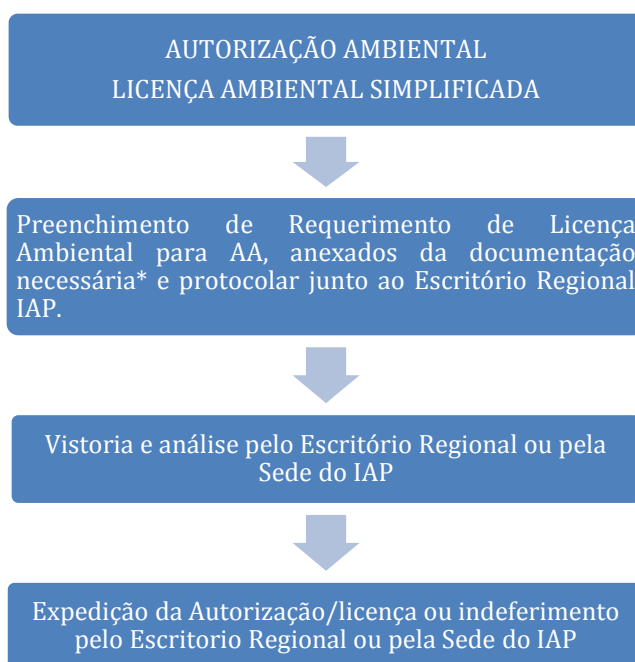 AUTORIZAÇÃO AMBIENTAL
LICENÇA AMBIENTAL SIMPLIFICADA
Preenchimento de Requerimento de Licença
Ambiental para AA, anexados da documentação
necessária* e protocolar junto ao Escritório Regional
IAP.
Vistoria e análise pelo Escritório Regional ou pela
Sede do IAP
Expedição da Autorização/licença ou indeferimento
pelo Escritorio Regional ou pela Sede do IAP